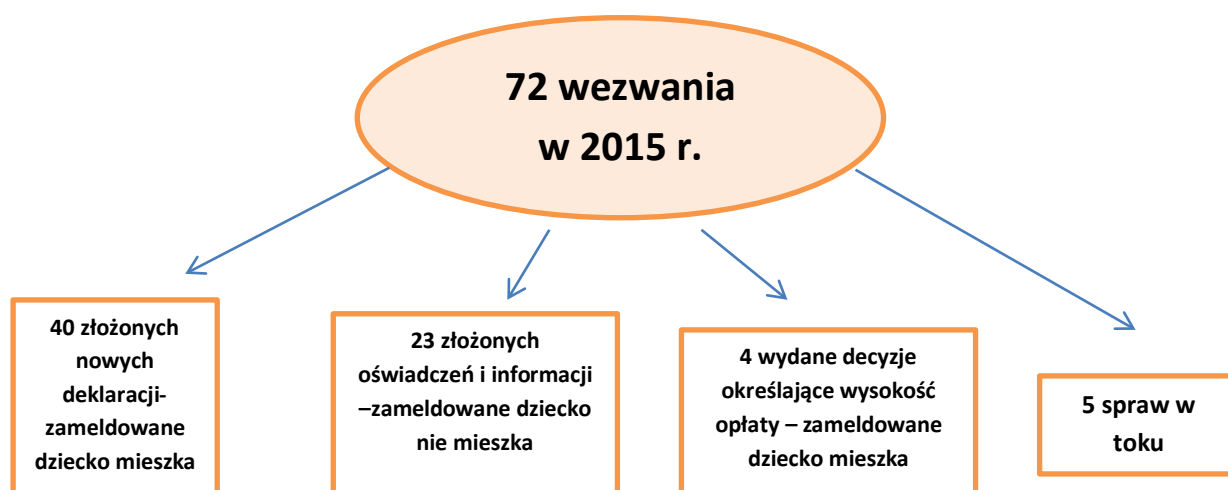 72 wezwania
w 2015 r.
40 złożonych
nowych
deklaracji-
zameldowane
dziecko mieszka
23 złożonych
oświadczeń i informacji
–zameldowane dziecko
nie mieszka
4 wydane decyzje
określające wysokość
opłaty – zameldowane
dziecko mieszka
5 spraw w
toku